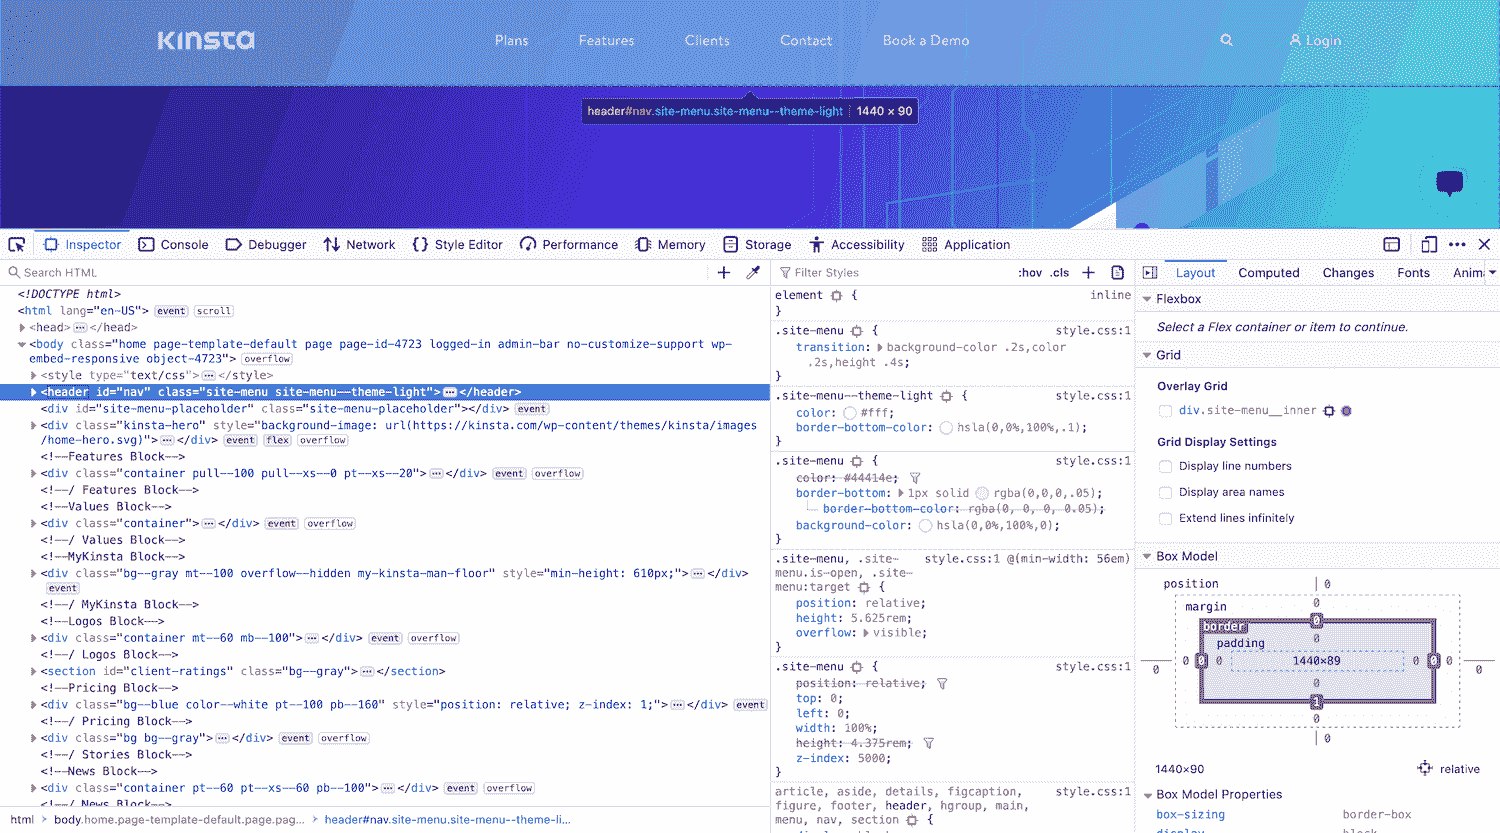 Kinsta
Plans Features Clients Contact Book a Demo Login
header#nav.site-menu.site-menu--theme-light 1440 × 90
Inspector Console Debugger Network Style Editor Performance Memory Storage Accessibility Application
Search HTML
<!DOCTYPE html>
<html lang="en-US"> event scroll
<head> ··· </head>
<body class="home page-template-default page page-id-4723 logged-in admin-bar no-customize-support wp-
embed-responsive object-4723"> overflow
<style type="text/css"> ··· </style>
<header id="nav" class="site-menu site-menu--theme-light"> ··· </header>
<div id="site-menu-placeholder" class="site-menu-placeholder"></div> event
<div class="kinsta-hero" style="background-image: url(https://kinsta.com/wp-content/themes/kinsta/images
/home-hero.svg)"> ··· </div> event flex overflow
<!--Features Block-->
<div class="container pull--100 pull--xs--0 pt--xs--20"> ··· </div> event overflow
<!--/ Features Block-->
<!--Values Block-->
<div class="container"> ··· </div> event overflow
<!--/ Values Block-->
<!--MyKinsta Block-->
<div class="bg--gray mt--100 overflow--hidden my-kinsta-man-floor" style="min-height: 610px;"> ··· </div>
event
<!--/ MyKinsta Block-->
<!--Logos Block-->
<div class="container mt--60 mb--100"> ··· </div> event overflow
<!--/ Logos Block-->
<section id="client-ratings" class="bg--gray"> ··· </section>
<!--Pricing Block-->
<div class="bg--blue color--white pt--100 pb--160" style="position: relative; z-index: 1;"> ··· </div> event
<!--/ Pricing Block-->
<div class="bg bg--gray"> ··· </div> event overflow
<!--/ Stories Block-->
<!--News Block-->
<div class="container pt--60 pt--xs--60 pb--100"> ··· </div> event overflow
<!--/ News Block-->
html > body.home.page-template-default.page.pag... > header#nav.site-menu.site-menu--theme-li...
Filter Styles :hov .cls +
element { inline
}
.site-menu { style.css:1
transition: background-color .2s,color
.2s,height .4s;
}
.site-menu--theme-light { style.css:1
color: #fff;
border-bottom-color: hsla(0,0%,100%,.1);
}
.site-menu { style.css:1
color: #44414e;
border-bottom: 1px solid rgba(0,0,0,.05);
border-bottom-color: rgba(0, 0, 0, 0.05);
background-color: hsla(0,0%,100%,0);
}
.site-menu, .site- style.css:1 @(min-width: 56em)
menu.is-open, .site-
menu:target {
position: relative;
height: 5.625rem;
overflow: visible;
}
.site-menu { style.css:1
position: relative;
top: 0;
left: 0;
width: 100%;
height: 4.375rem;
z-index: 5000;
}
article, aside, details, figcaption, style.css:1
figure, footer, header, hgroup, main,
menu, nav, section {
Layout Computed Changes Fonts Anim
Flexbox
Select a Flex container or item to continue.
Grid
Overlay Grid
div.site-menu__inner
Grid Display Settings
Display line numbers
Display area names
Extend lines infinitely
Box Model
position 0
margin 0
border 0
padding 0
0 0 0 0 1440×89 0 0 0 0
0
1
0
0
1440×90 relative
Box Model Properties
box-sizing border-box
display block